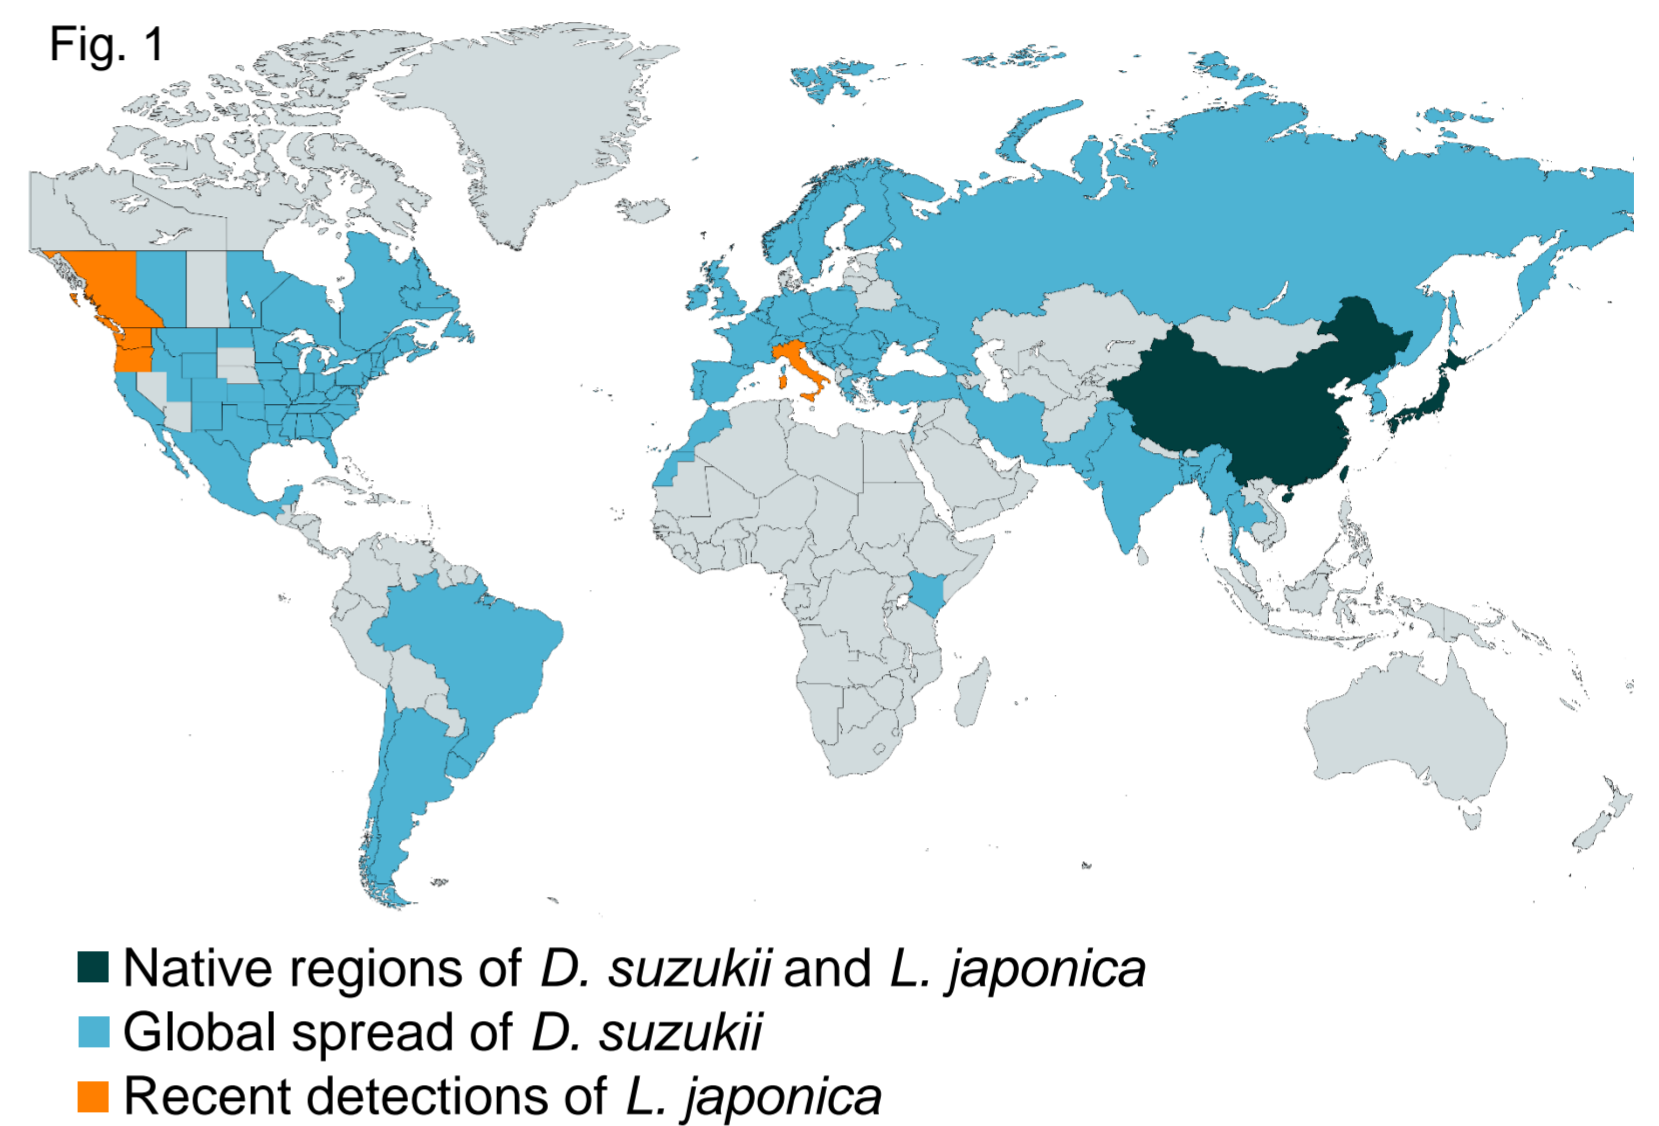 Fig. 1
Native regions of D. suzukii and L. japonica
Global spread of D. suzukii
Recent detections of L. japonica